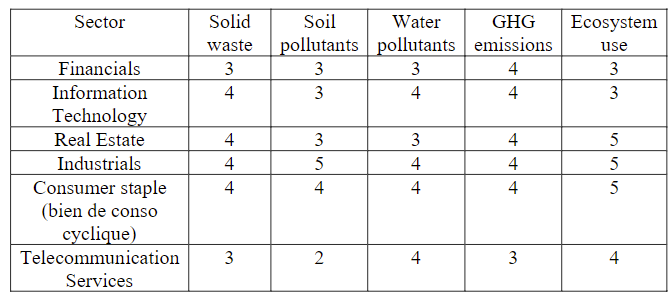 Sector Solid waste Soil pollutants Water pollutants GHG emissions Ecosystem use
Financials 3 3 3 4 3
Information Technology 4 3 4 4 3
Real Estate 4 3 3 4 5
Industrials 4 5 4 4 5
Consumer staple (bien de conso cyclique) 4 4 4 4 5
Telecommunication Services 3 2 4 3 4